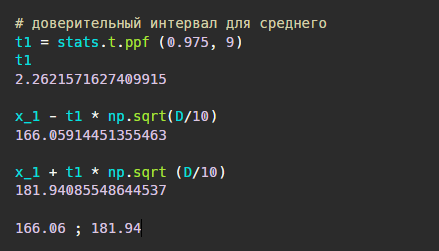 # доверительный интервал для среднего
t1 = stats.t.ppf (0.975, 9)
t1
2.2621571627409915
x_1 - t1 * np.sqrt(D/10)
166.05914451355463
x_1 + t1 * np.sqrt (D/10)
181.94085548644537
166.06 ; 181.94